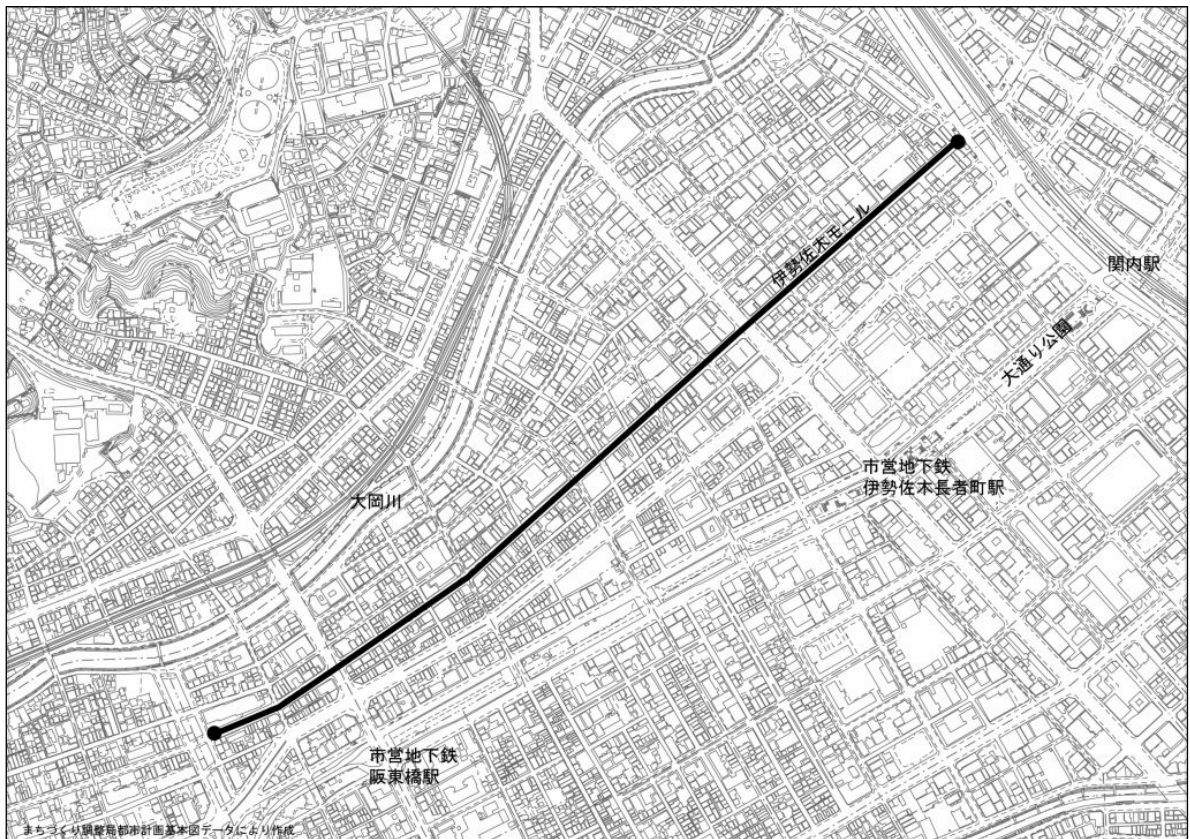 伊勢佐木モール
関内駅
大通り公園
市営地下鉄
伊勢佐木長者町駅
大岡川
市営地下鉄
阪東橋駅
まちづくり調整局都市計画基本図データにより作成